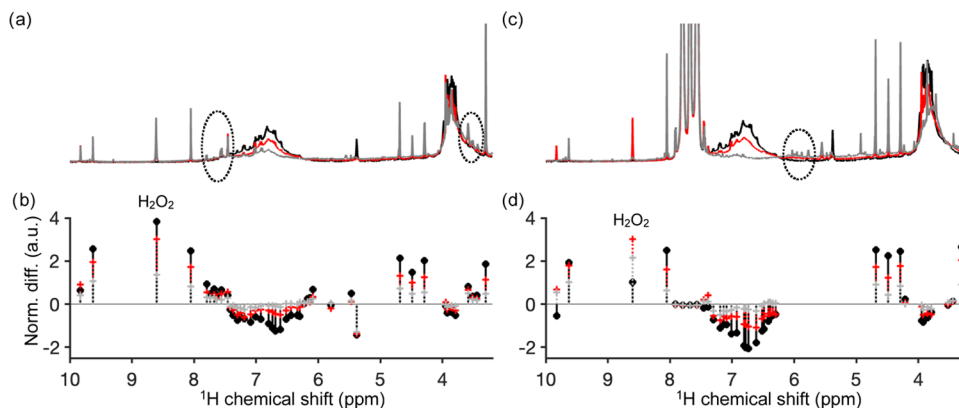 (a)
(c)
(b)
(d)
H₂O₂
H₂O₂
Norm. diff. (a.u.)
4
2
0
-2
4
2
0
-2
10 9 8 7 6 5 4
10 9 8 7 6 5 4
¹H chemical shift (ppm)
¹H chemical shift (ppm)